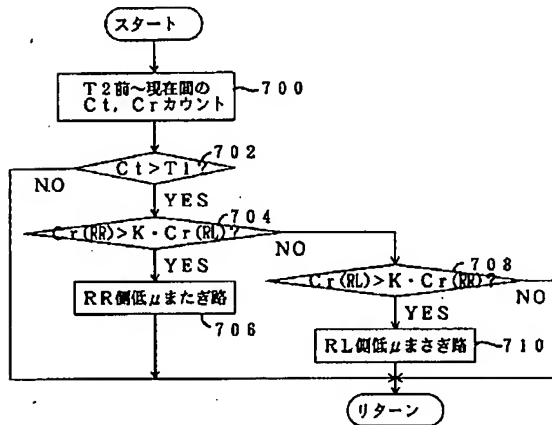 スタート
T2前～現在間の
Ct, Crカウント
700
Ct>T1?
702
NO
YES
Cr(RR)>K・Cr(RL)?
704
NO
YES
Cr(RL)>K・Cr(RR)?
708
NO
RR側低μまたぎ路
706
YES
RL側低μまさぎ路
710
リターン